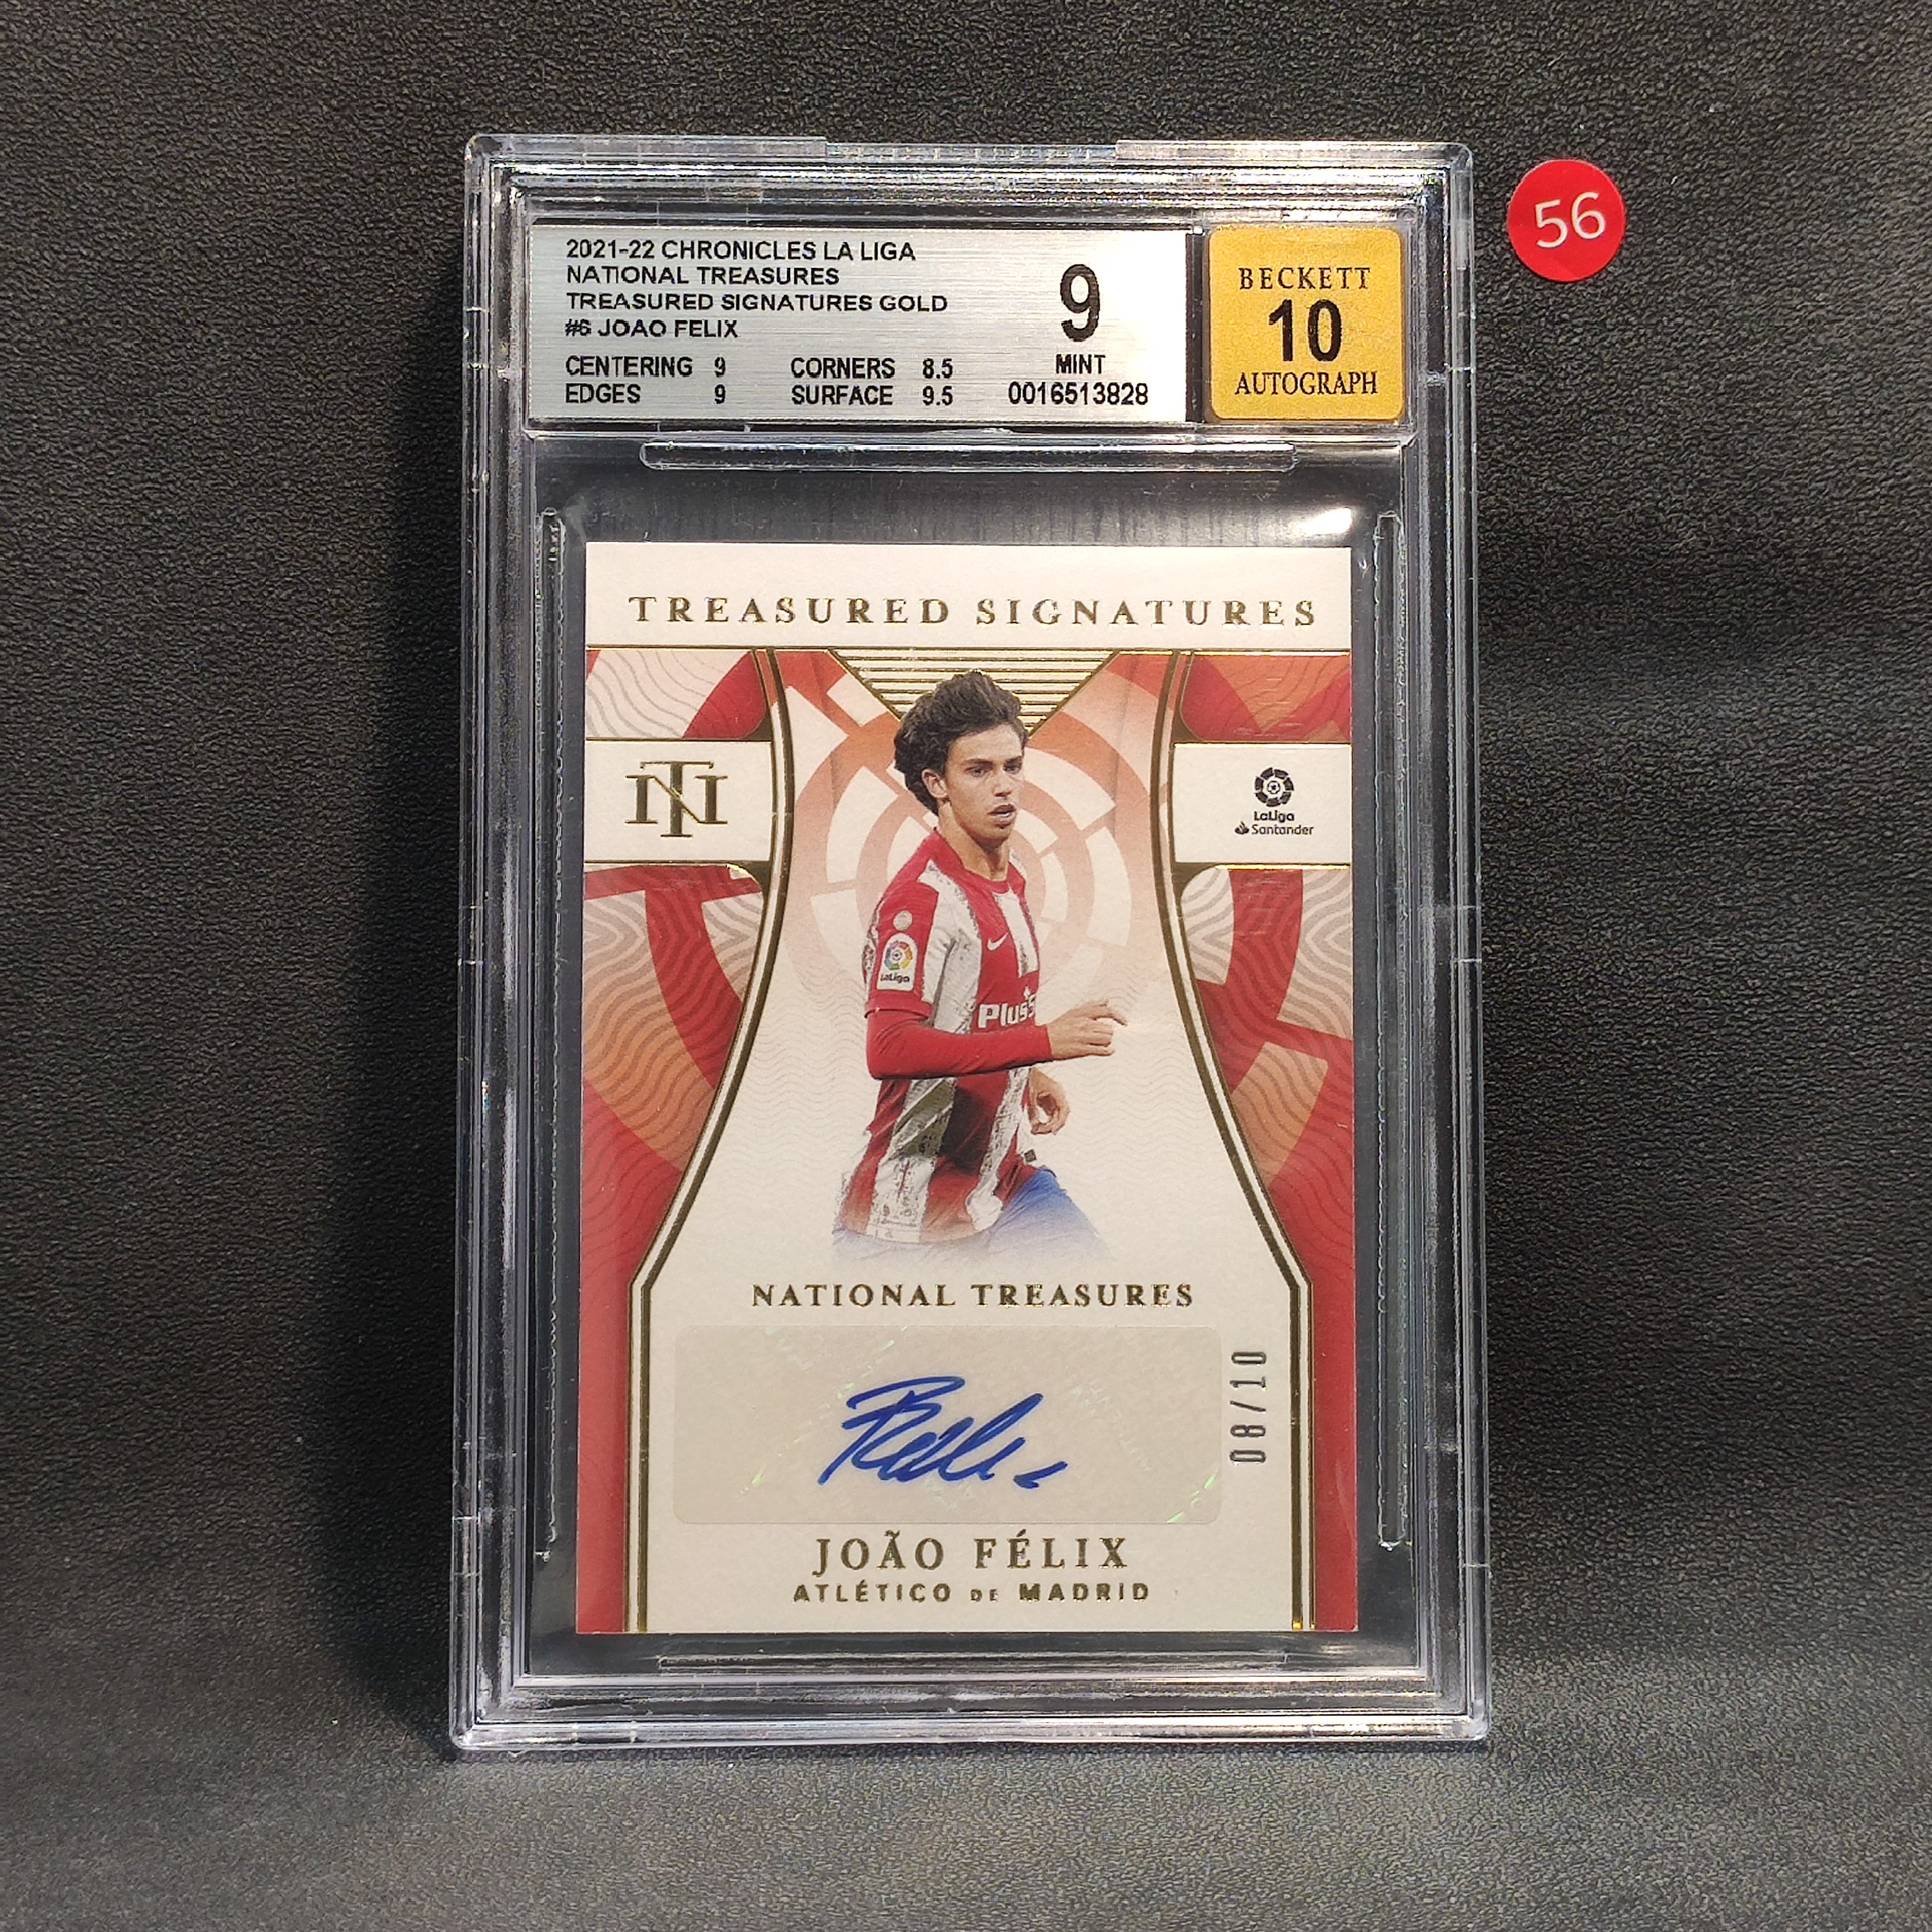 2021-22 CHRONICLES LA LIGA
NATIONAL TREASURES
TREASURED SIGNATURES GOLD
#6 JOAO FELIX
CENTERING 9 CORNERS 8.5
EDGES 9 SURFACE 9.5
9
MINT
0016513828
BECKETT
10
AUTOGRAPH
56
TREASURED SIGNATURES
NT
LaLiga
Santander
LaLiga
Plus5
NATIONAL TREASURES
08/10
JOÃO FÉLIX
ATLÉTICO DE MADRID